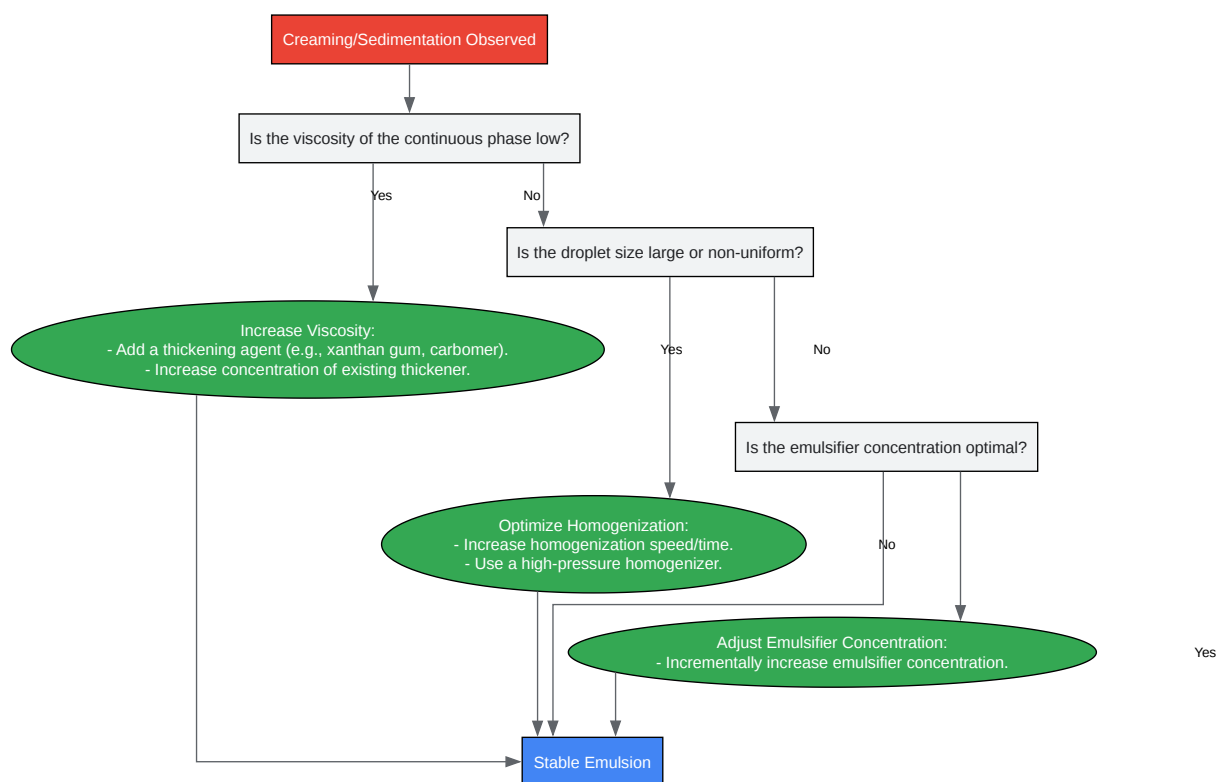 Creaming/Sedimentation Observed
Is the viscosity of the continuous phase low?
Yes
No
Is the droplet size large or non-uniform?
Increase Viscosity:
- Add a thickening agent (e.g., xanthan gum, carbomer).
- Increase concentration of existing thickener.
Yes
No
Is the emulsifier concentration optimal?
Optimize Homogenization:
- Increase homogenization speed/time.
- Use a high-pressure homogenizer.
No
Adjust Emulsifier Concentration:
- Incrementally increase emulsifier concentration.
Yes
Stable Emulsion